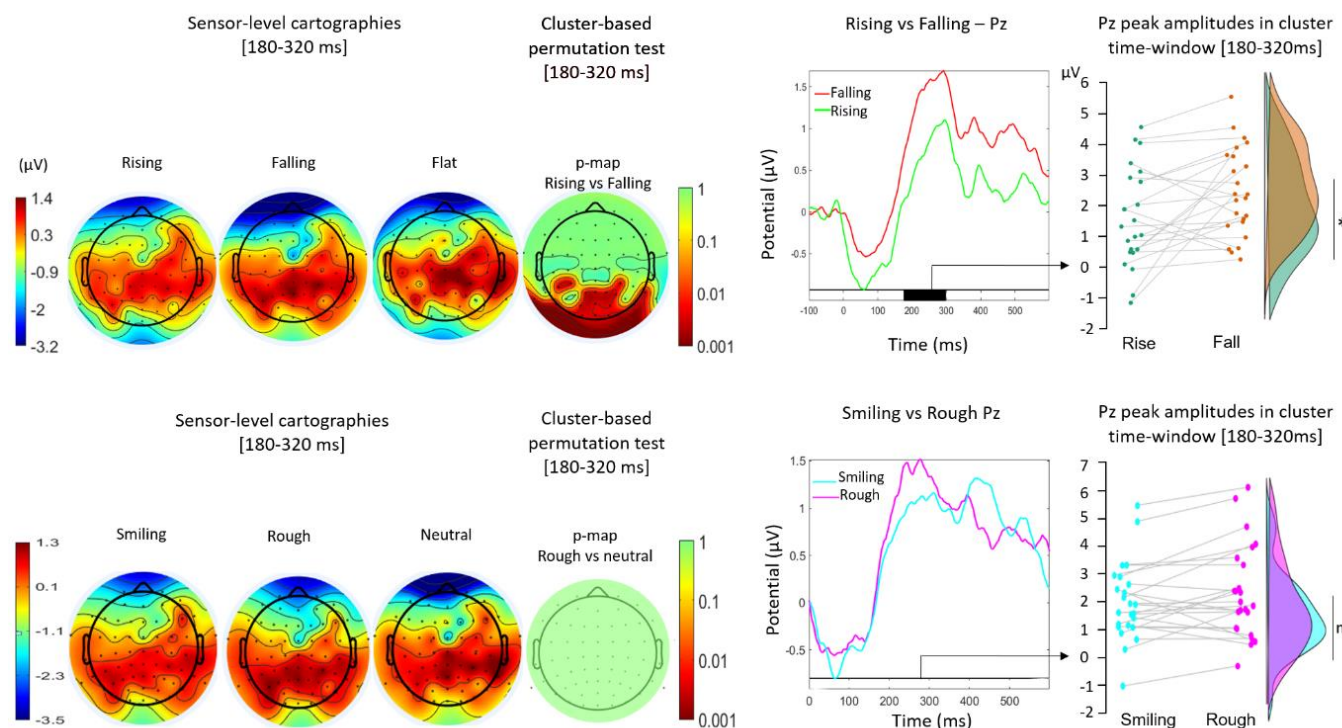 Sensor-level cartographies
[180-320 ms]
Cluster-based
permutation test
[180-320 ms]
(µV)
Rising
Falling
Flat
p-map
Rising vs Falling
1.4
0.3
-0.9
-2
-3.2
1
0.1
0.01
0.001
Rising vs Falling – Pz
Falling
Rising
Potential (µV)
1.5
1
0.5
0
-0.5
-100 0 100 200 300 400 500
Time (ms)
Pz peak amplitudes in cluster
time-window [180-320ms]
µV
6
5
4
3
2
1
0
-1
-2
Rise Fall
*
Sensor-level cartographies
[180-320 ms]
Cluster-based
permutation test
[180-320 ms]
Smiling
Rough
Neutral
p-map
Rough vs neutral
1.3
0.1
-1.1
-2.3
-3.5
1
0.1
0.01
0.001
Smiling vs Rough Pz
Smiling
Rough
Potential (µV)
1.5
1
0.5
0
-0.5
0 100 200 300 400 500
Time (ms)
Pz peak amplitudes in cluster
time-window [180-320ms]
7
6
5
4
3
2
1
0
-1
-2
Smiling Rough